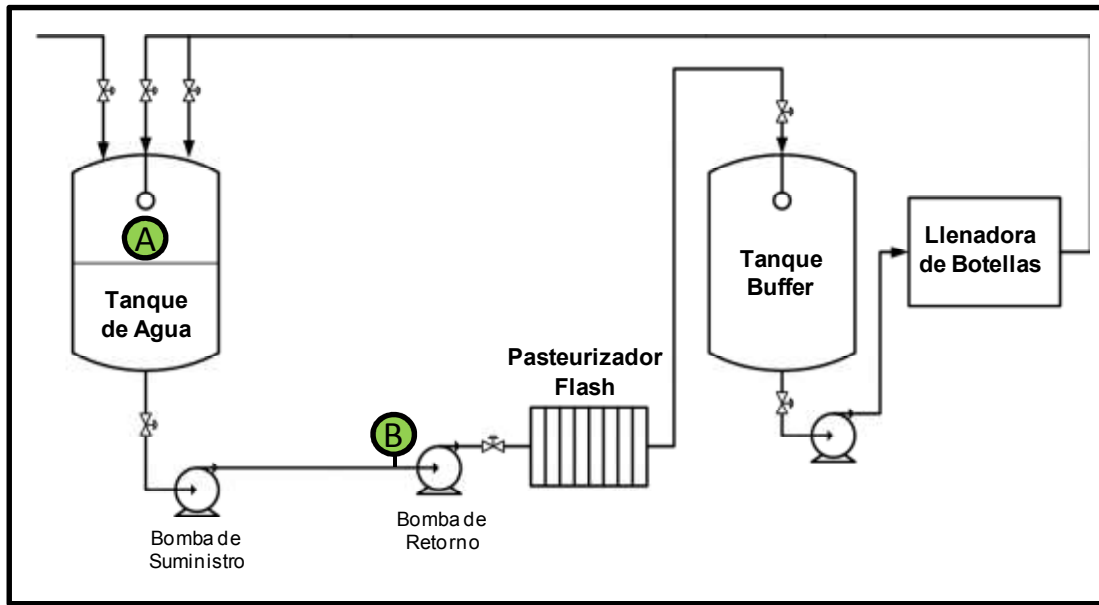 A
Tanque
de Agua
Bomba de
Suministro
B
Bomba de
Retorno
Pasteurizador
Flash
Tanque
Buffer
Llenadora
de Botellas